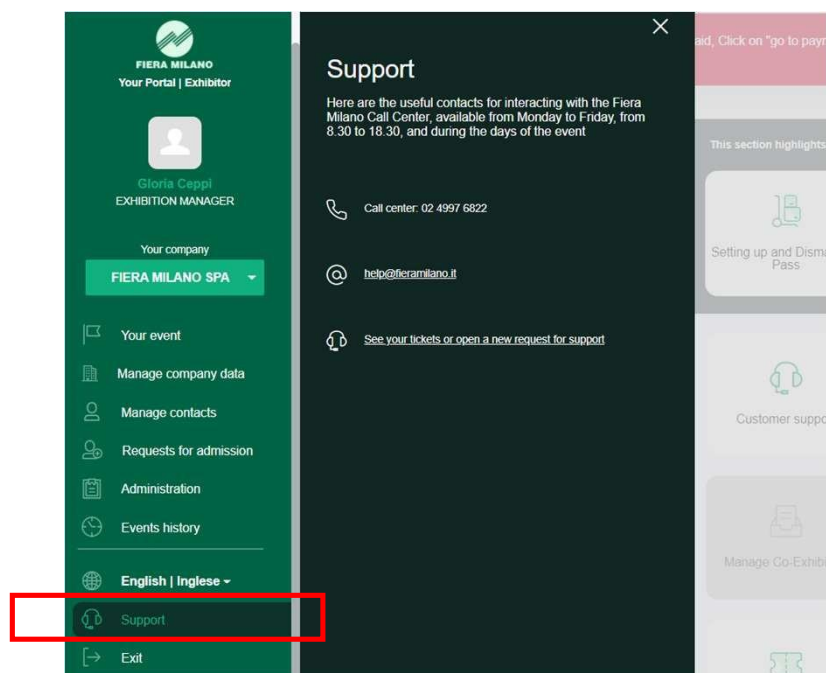 FIERA MILANO
Your Portal | Exhibitor
Gloria Ceppi
EXHIBITION MANAGER
Your company
FIERA MILANO SPA
Your event
Manage company data
Manage contacts
Requests for admission
Administration
Events history
English | Inglese
Support
Exit
Support
Here are the useful contacts for interacting with the Fiera
Milano Call Center, available from Monday to Friday, from
8.30 to 18.30, and during the days of the event
Call center: 02 4997 6822
help@fieramilano.it
See your tickets or open a new request for support
Click on "go to
This section highlights
Setting up and
Pass
Customer
Manage